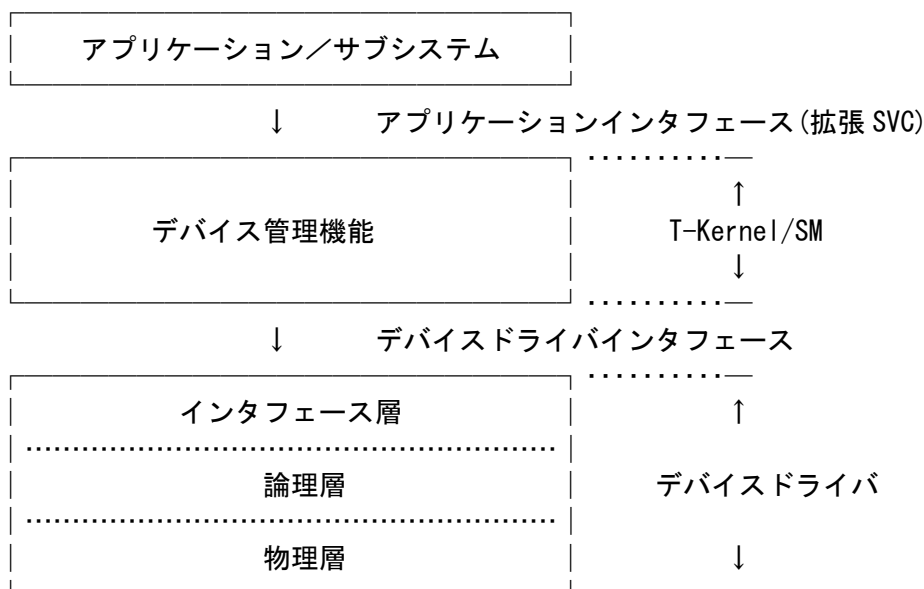 アプリケーション／サブシステム
↓ アプリケーションインタフェース(拡張 SVC)
↑
デバイス管理機能 T-Kernel/SM
↓
↓ デバイスドライバインタフェース
インタフェース層 ↑
論理層 デバイスドライバ
物理層 ↓